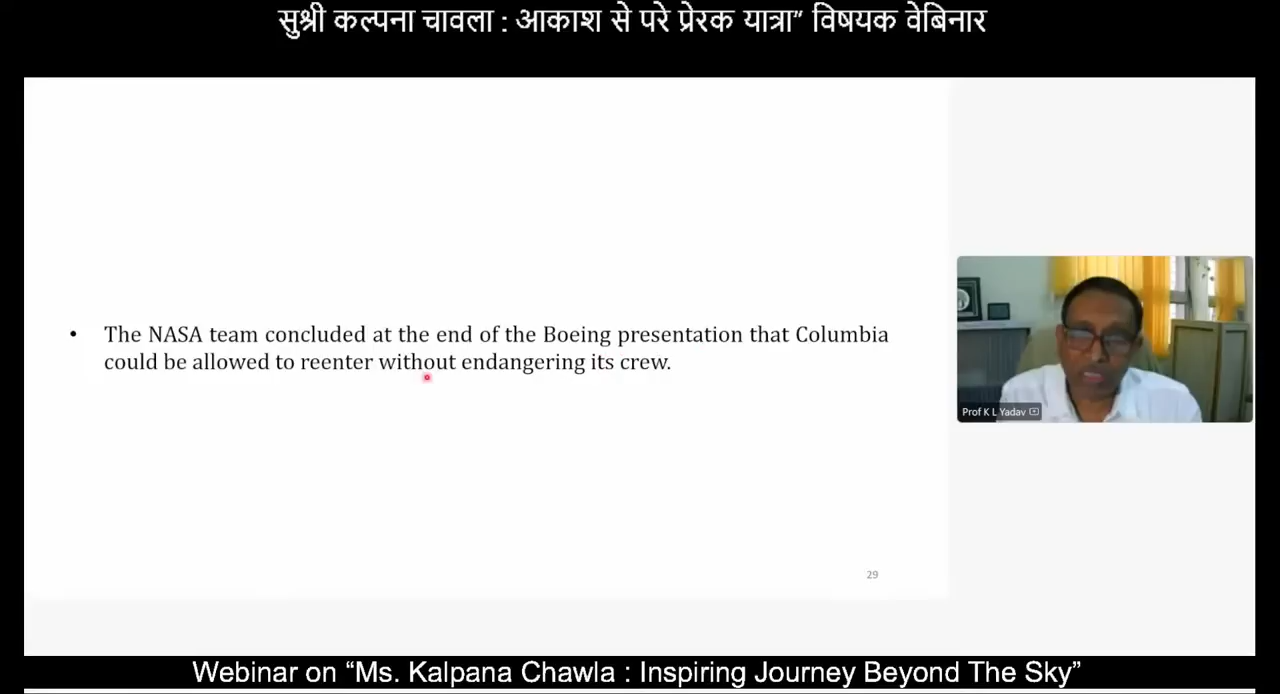 सुश्री कल्पना चावला : आकाश से परे प्रेरक यात्रा” विषयक वेबिनार
• The NASA team concluded at the end of the Boeing presentation that Columbia
could be allowed to reenter without endangering its crew.
Prof K L Yadav
29
Webinar on “Ms. Kalpana Chawla : Inspiring Journey Beyond The Sky”